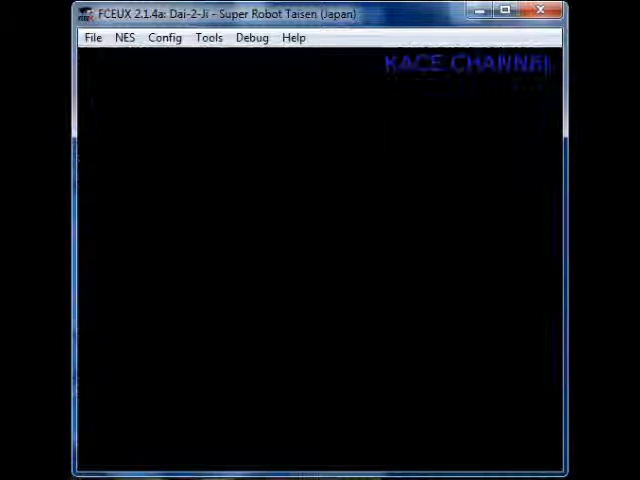 FCEUX 2.1.4a: Dai-2-Ji - Super Robot Taisen (Japan)
File NES Config Tools Debug Help
KACE CHANNEL